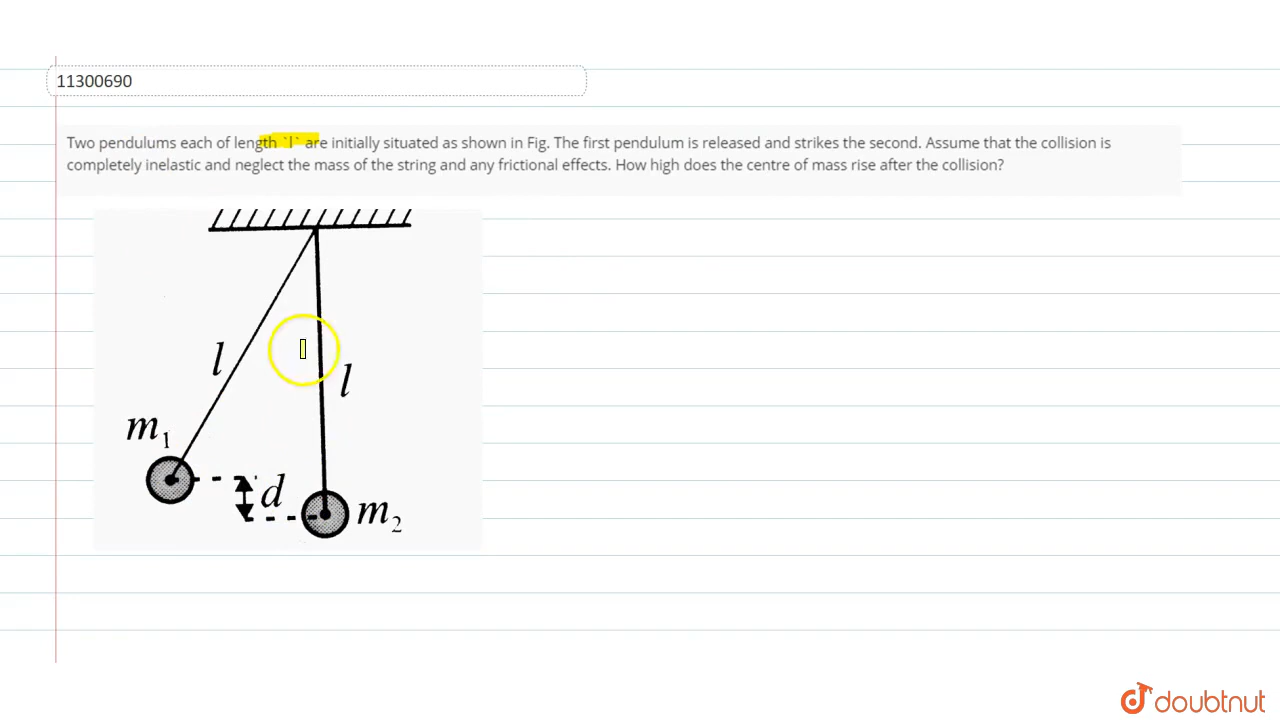 11300690
Two pendulums each of length `l` are initially situated as shown in Fig. The first pendulum is released and strikes the second. Assume that the collision is
completely inelastic and neglect the mass of the string and any frictional effects. How high does the centre of mass rise after the collision?
l
l
m₁
d
m₂
doubtnut